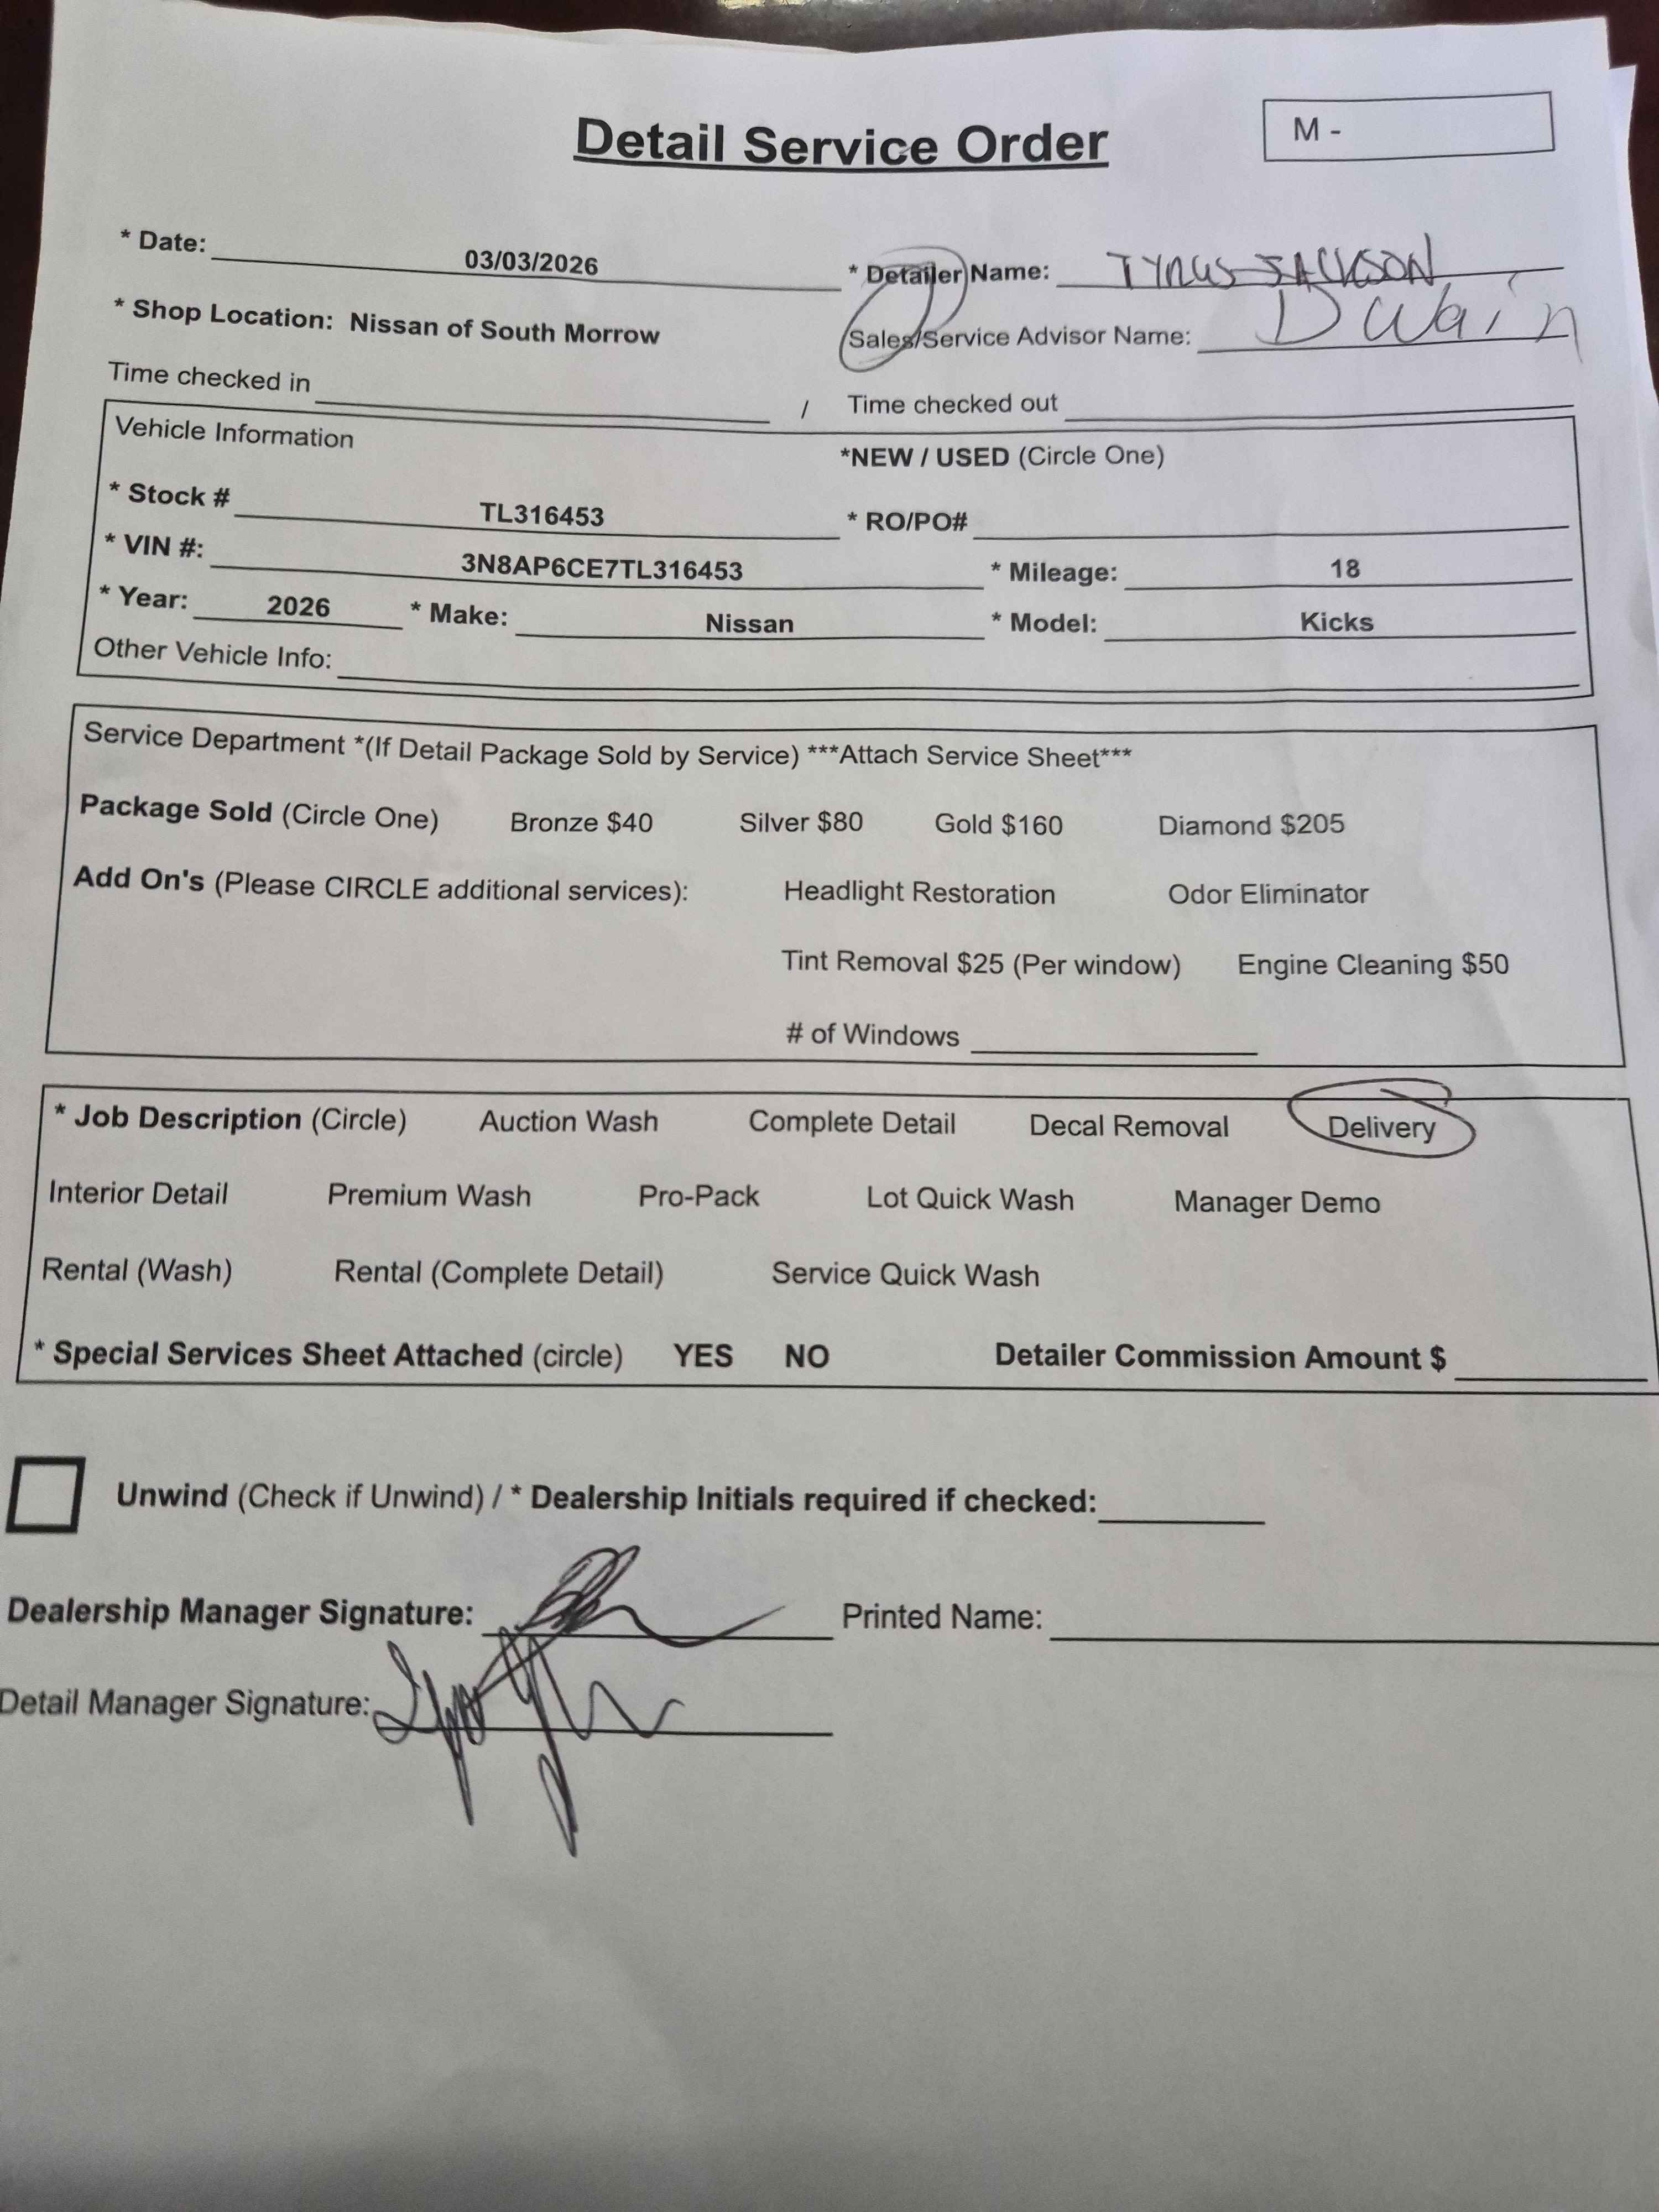 Detail Service Order
M -
* Date: 03/03/2026
* Detailer Name: TYRUS JACKSON
* Shop Location: Nissan of South Morrow
Sales/Service Advisor Name: DWain
Time checked in / Time checked out
Vehicle Information
*NEW / USED (Circle One)
* Stock # TL316453
* RO/PO#
* VIN #: 3N8AP6CE7TL316453
* Mileage: 18
* Year: 2026 * Make: Nissan * Model: Kicks
Other Vehicle Info:
Service Department *(If Detail Package Sold by Service) ***Attach Service Sheet***
Package Sold (Circle One) Bronze $40 Silver $80 Gold $160 Diamond $205
Add On's (Please CIRCLE additional services): Headlight Restoration Odor Eliminator
Tint Removal $25 (Per window) Engine Cleaning $50
# of Windows
* Job Description (Circle) Auction Wash Complete Detail Decal Removal Delivery
Interior Detail Premium Wash Pro-Pack Lot Quick Wash Manager Demo
Rental (Wash) Rental (Complete Detail) Service Quick Wash
* Special Services Sheet Attached (circle) YES NO Detailer Commission Amount $
Unwind (Check if Unwind) / * Dealership Initials required if checked:
Dealership Manager Signature: Printed Name:
Detail Manager Signature: